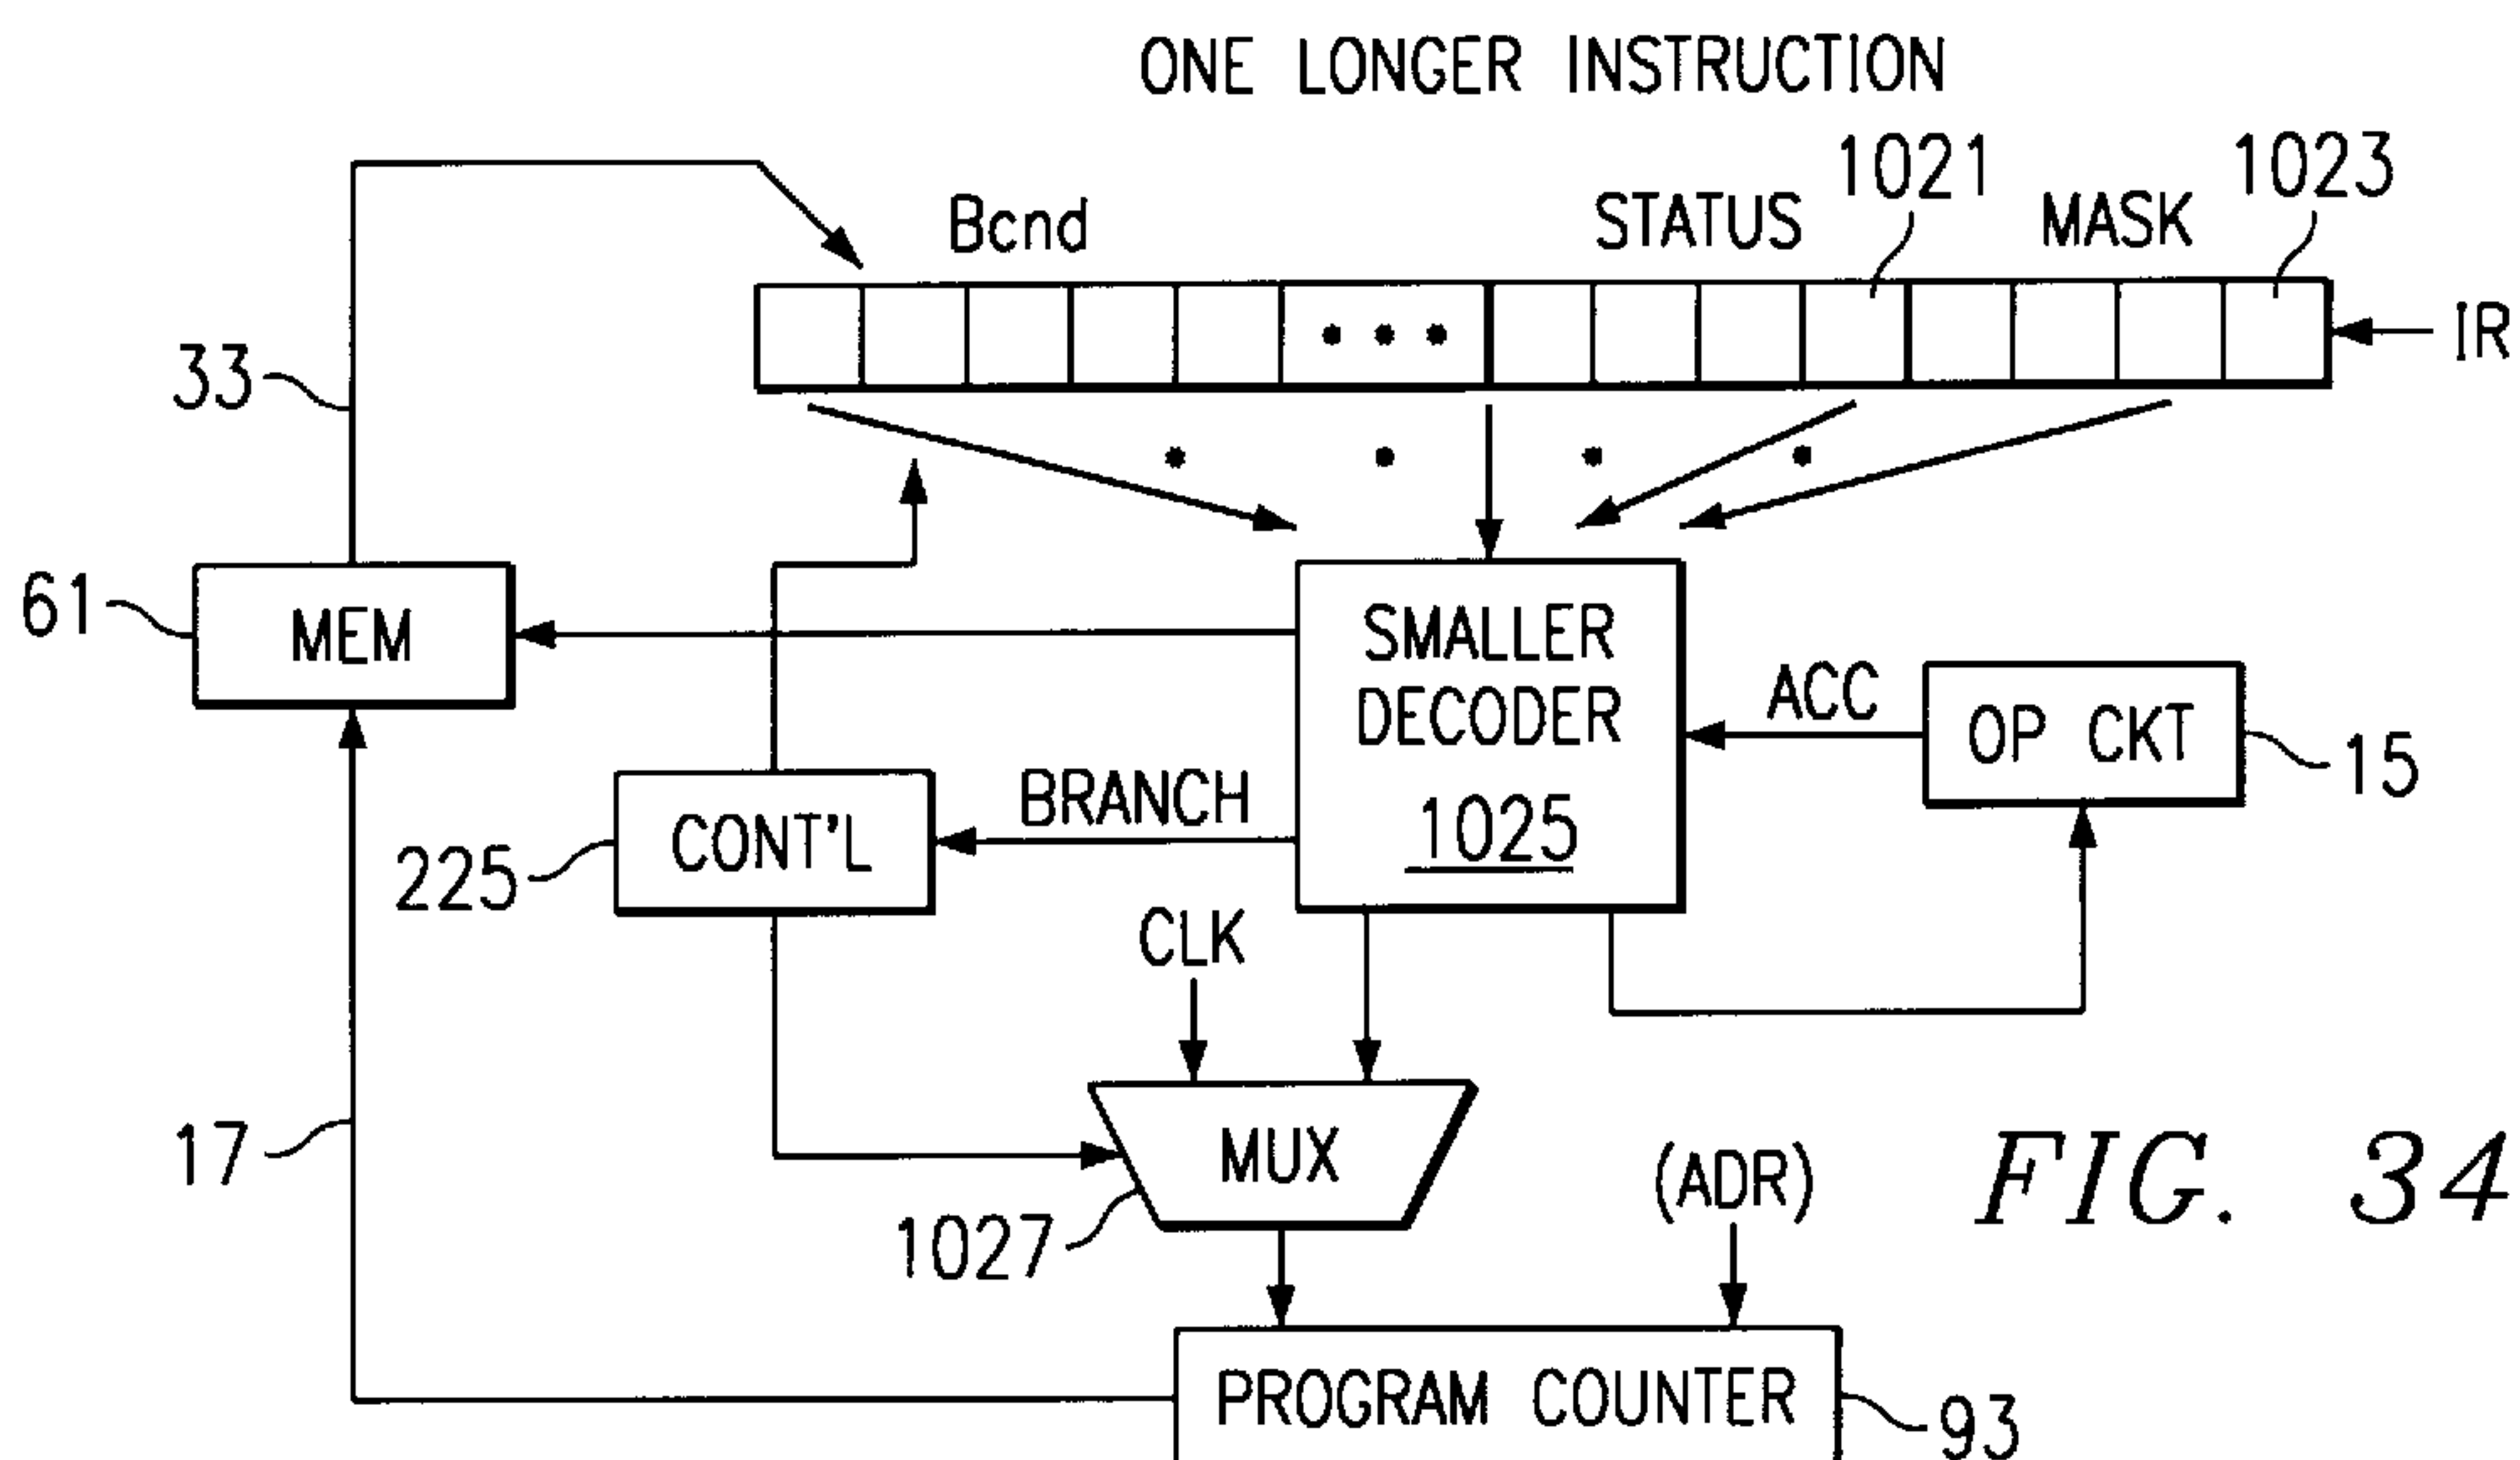 ONE LONGER INSTRUCTION
1021
1023
Bcnd
STATUS
MASK
IR
33
61
MEM
SMALLER
DECODER
1025
ACC
OP CKT
15
BRANCH
CONT'L
225
CLK
17
MUX
1027
(ADR)
FIG. 34
PROGRAM COUNTER
93